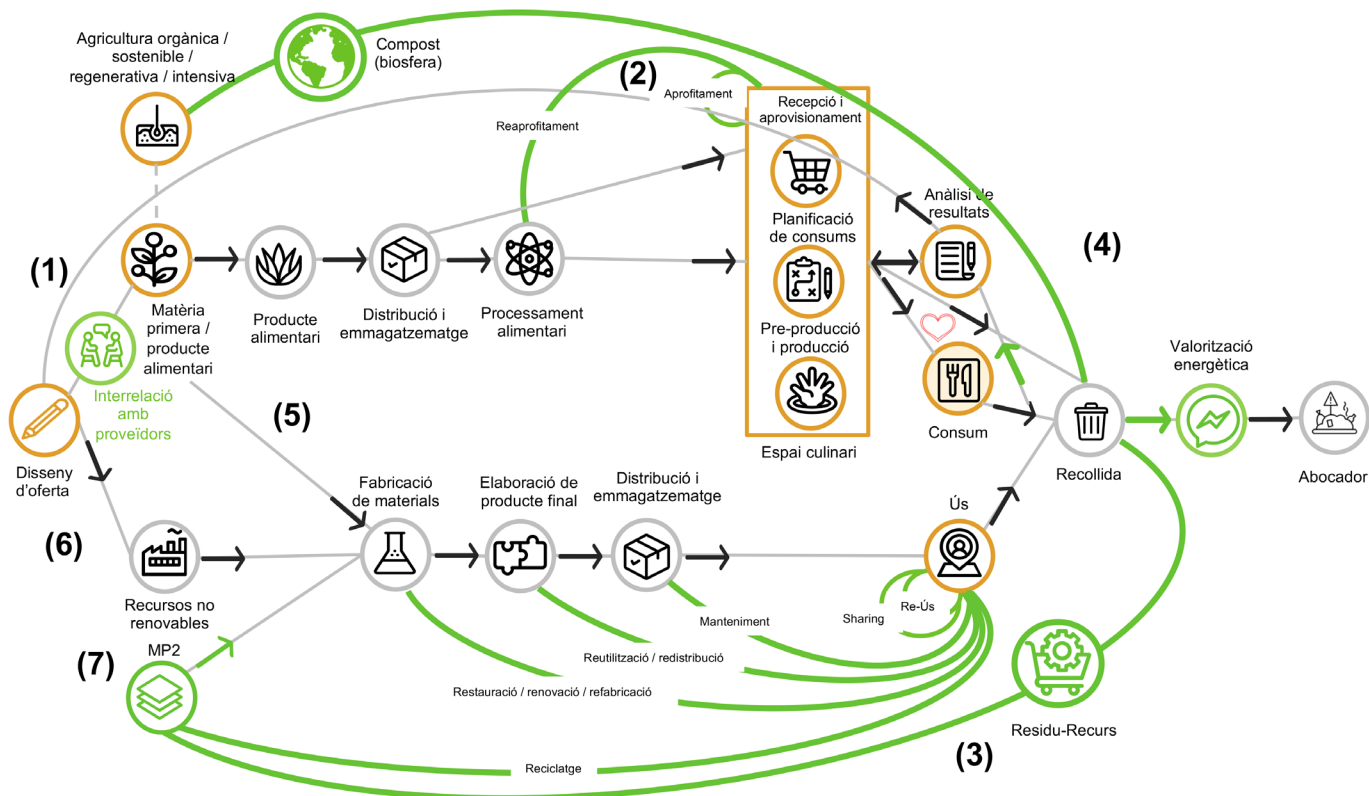 Agricultura orgànica /
sostenible /
regenerativa / intensiva
Compost
(biosfera)
(2)
Aprofitament
Reaprofitament
Recepció i
aprovisionament
Planificació
de consums
Pre-producció
i producció
Espai culinari
Anàlisi de
resultats
(4)
(1)
Matèria
primera /
producte
alimentari
Producte
alimentari
Distribució i
emmagatzematge
Processament
alimentari
Interrelació
amb
proveïdors
Disseny
d'oferta
(5)
Consum
Recollida
Valorització
energètica
Abocador
(6)
Recursos no
renovables
Fabricació
de materials
Elaboració de
producte final
Distribució i
emmagatzematge
Ús
Re-Ús
Sharing
Manteniment
Reutilització / redistribució
Restauració / renovació / refabricació
(7)
MP2
Reciclatge
(3)
Residu-Recurs